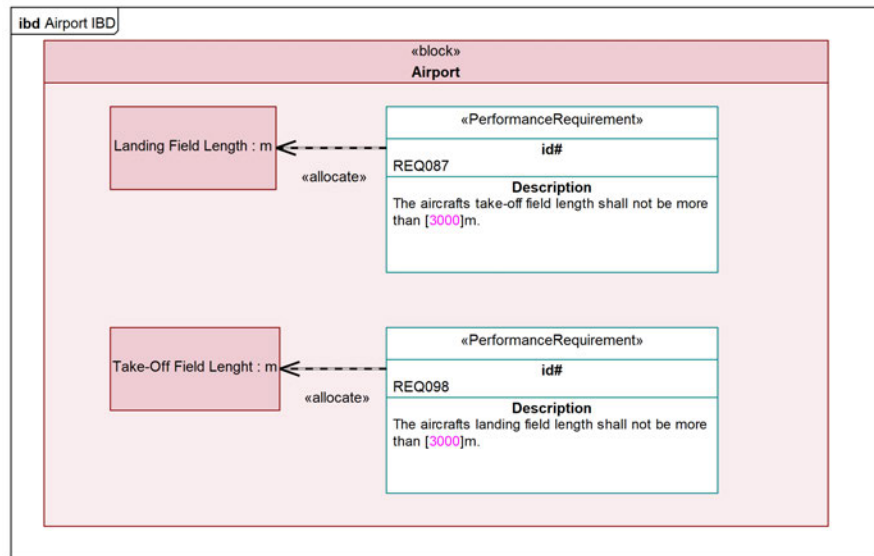 ibd Airport IBD
«block»
Airport
Landing Field Length : m
«allocate»
«PerformanceRequirement»
id#
REQ087
Description
The aircrafts take-off field length shall not be more
than [3000]m.
Take-Off Field Lenght : m
«allocate»
«PerformanceRequirement»
id#
REQ098
Description
The aircrafts landing field length shall not be more
than [3000]m.